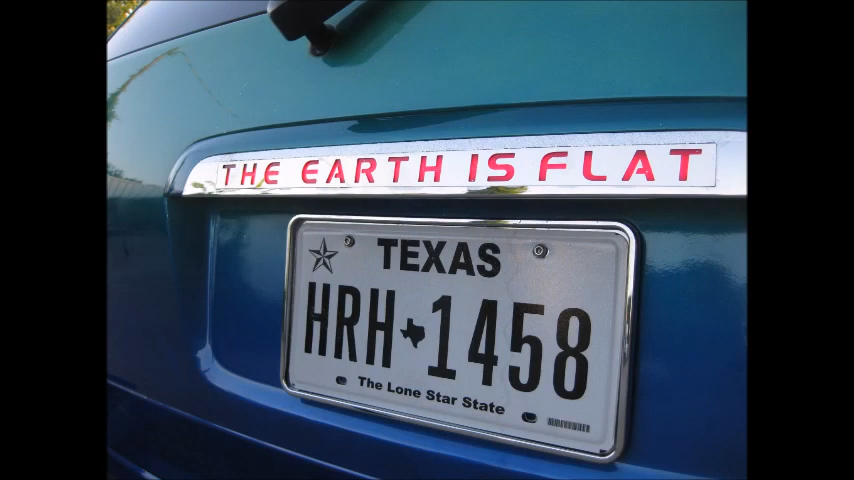 THE EARTH IS FLAT
TEXAS
HRH 1458
The Lone Star State